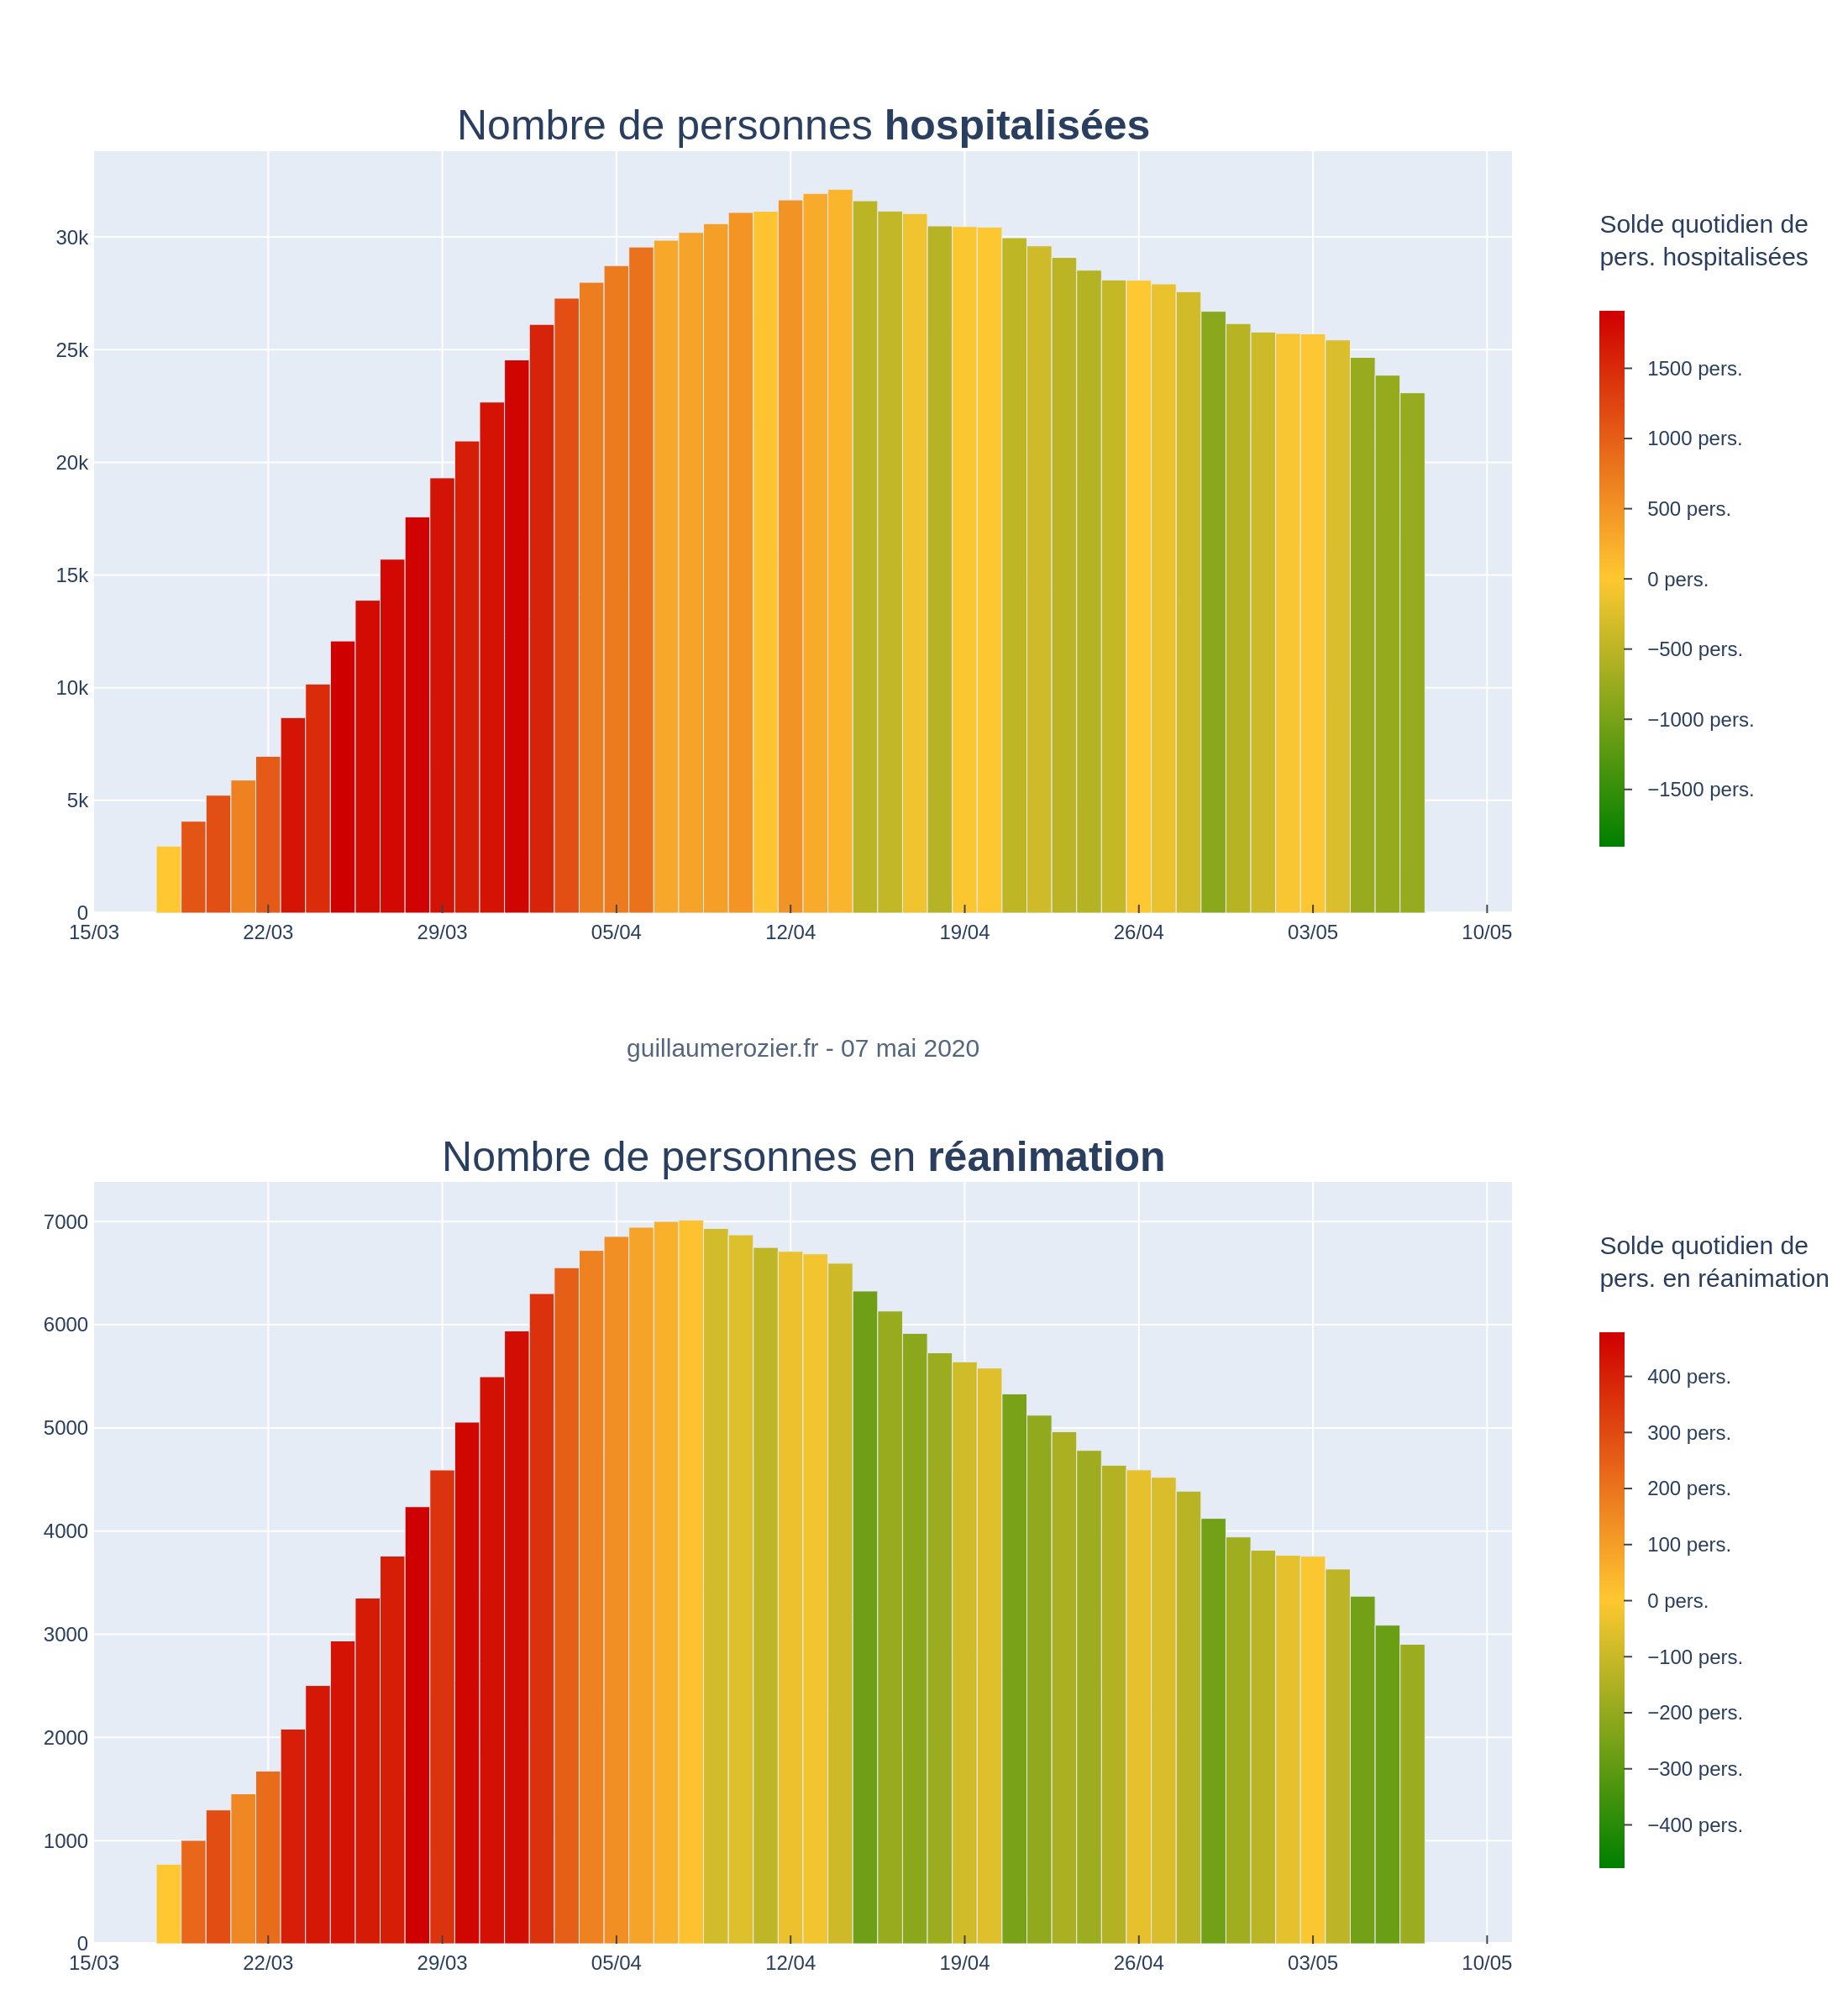 Nombre de personnes hospitalisées
30k
25k
20k
15k
10k
5k
0
15/03 22/03 29/03 05/04 12/04 19/04 26/04 03/05 10/05
Solde quotidien de
pers. hospitalisées
1500 pers.
1000 pers.
500 pers.
0 pers.
−500 pers.
−1000 pers.
−1500 pers.
guillaumerozier.fr - 07 mai 2020
Nombre de personnes en réanimation
7000
6000
5000
4000
3000
2000
1000
0
15/03 22/03 29/03 05/04 12/04 19/04 26/04 03/05 10/05
Solde quotidien de
pers. en réanimation
400 pers.
300 pers.
200 pers.
100 pers.
0 pers.
−100 pers.
−200 pers.
−300 pers.
−400 pers.